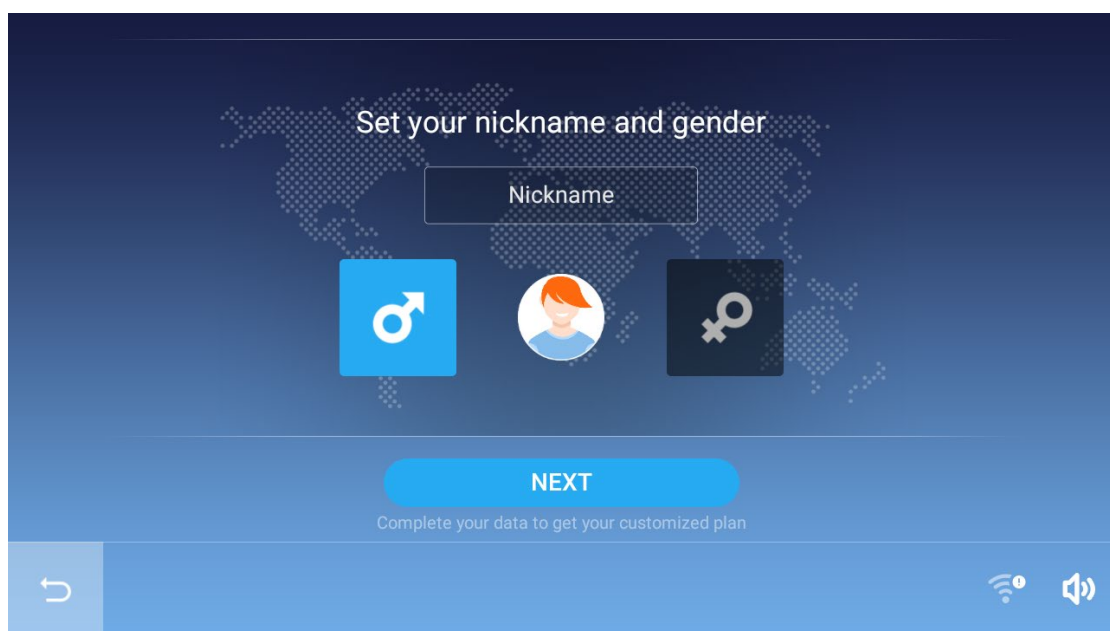 Set your nickname and gender
Nickname
NEXT
Complete your data to get your customized plan